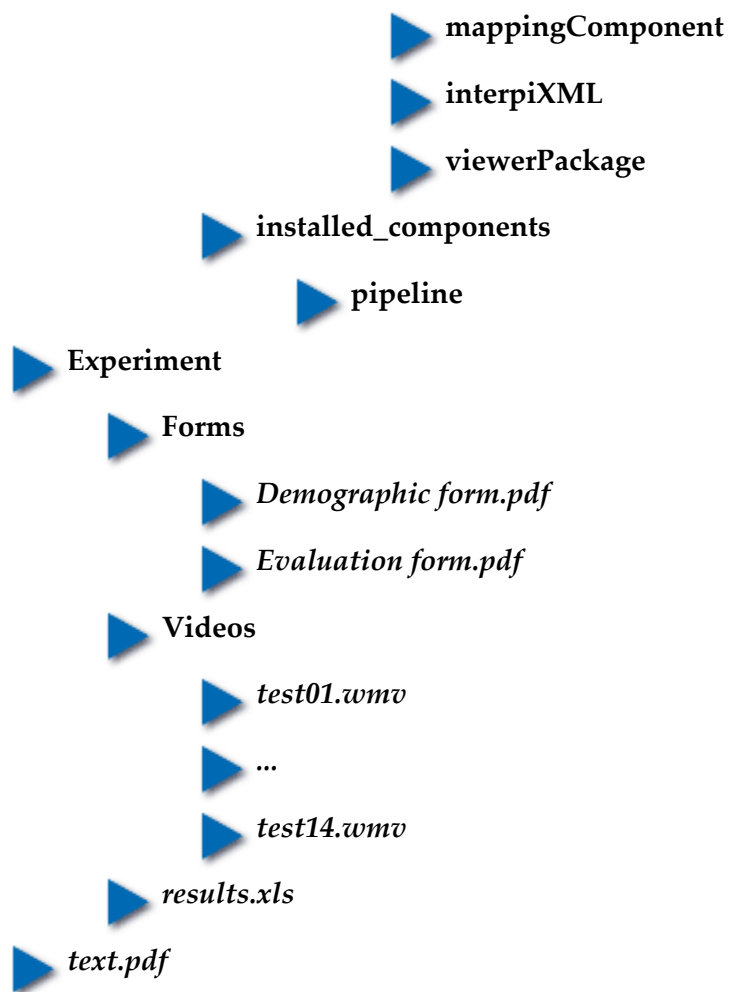 mappingComponent
interpiXML
viewerPackage
installed_components
pipeline
Experiment
Forms
Demographic form.pdf
Evaluation form.pdf
Videos
test01.wmv
...
test14.wmv
results.xls
text.pdf